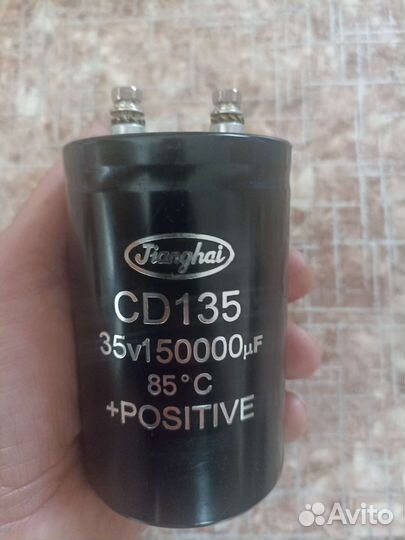 Jianghai
CD135
35v150000µF
85°C
+POSITIVE
Avito